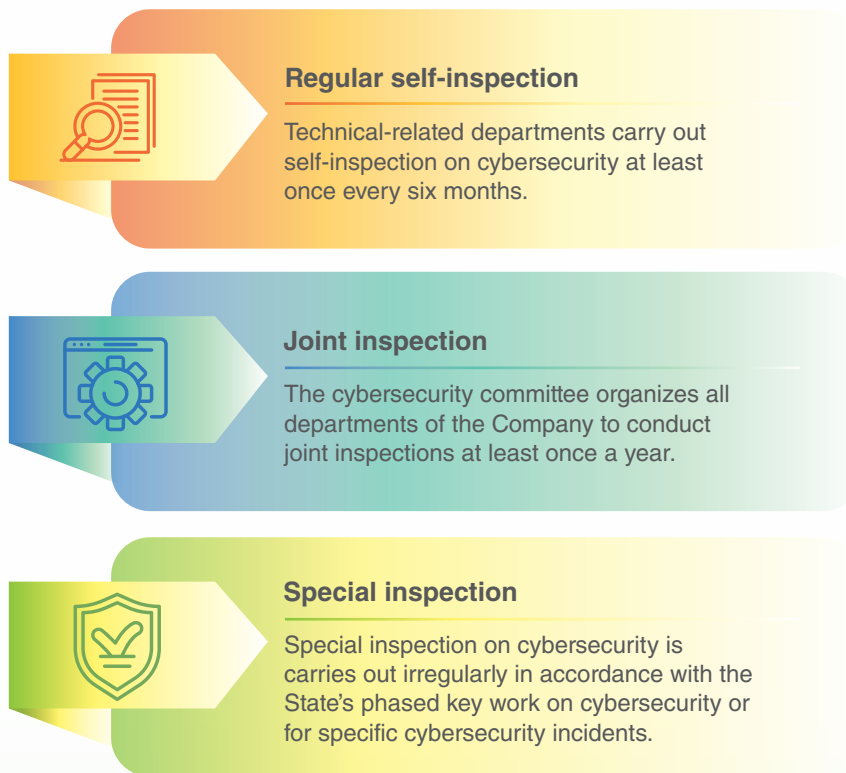 Regular self-inspection
Technical-related departments carry out
self-inspection on cybersecurity at least
once every six months.
Joint inspection
The cybersecurity committee organizes all
departments of the Company to conduct
joint inspections at least once a year.
Special inspection
Special inspection on cybersecurity is
carries out irregularly in accordance with the
State’s phased key work on cybersecurity or
for specific cybersecurity incidents.